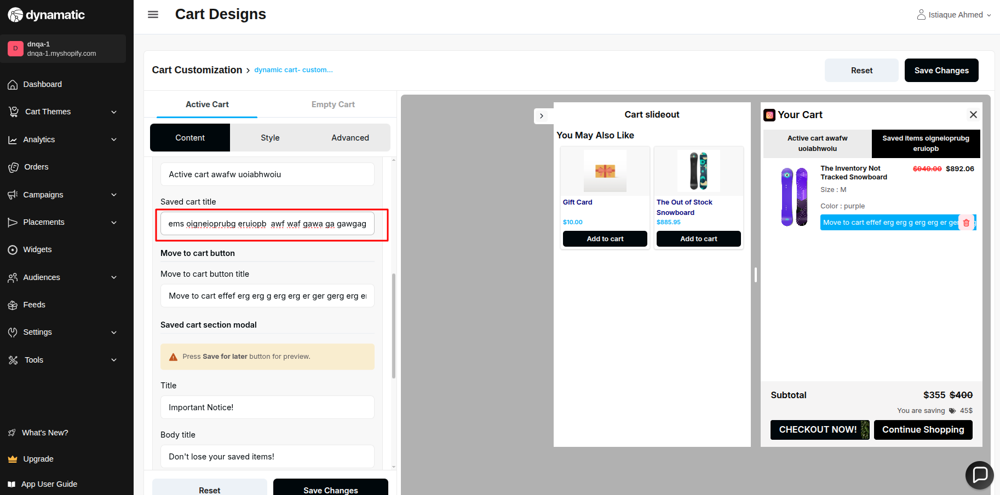 dynamatic
D
dnqa-1
dnqa-1.myshopify.com
Dashboard
Cart Themes
Analytics
Orders
Campaigns
Placements
Widgets
Audiences
Feeds
Settings
Tools
What's New?
Upgrade
App User Guide
Cart Designs
Istiaque Ahmed
Cart Customization > dynamic cart- custom...
Reset
Save Changes
Active Cart
Empty Cart
Content
Style
Advanced
Active cart awafw uoiabhwoiu
Saved cart title
ems oigneioprubg eruiopb  awf waf gawa ga gawgag
Move to cart button
Move to cart button title
Move to cart effef erg erg g erg erg er ger gerg erg
Saved cart section modal
Press Save for later button for preview.
Title
Important Notice!
Body title
Don't lose your saved items!
Reset
Save Changes
Cart slideout
You May Also Like
Gift Card
$10.00
Add to cart
The Out of Stock
Snowboard
$885.95
Add to cart
Your Cart
Active cart awafw
uoiabhwoiu
Saved items oigneioprubg
eruiopb
The Inventory Not
Tracked Snowboard
$949.00 $892.06
Size : M
Color : purple
Move to cart effef erg erg g erg erg er ger
Subtotal
$355 $400
You are saving 45$
CHECKOUT NOW!
Continue Shopping